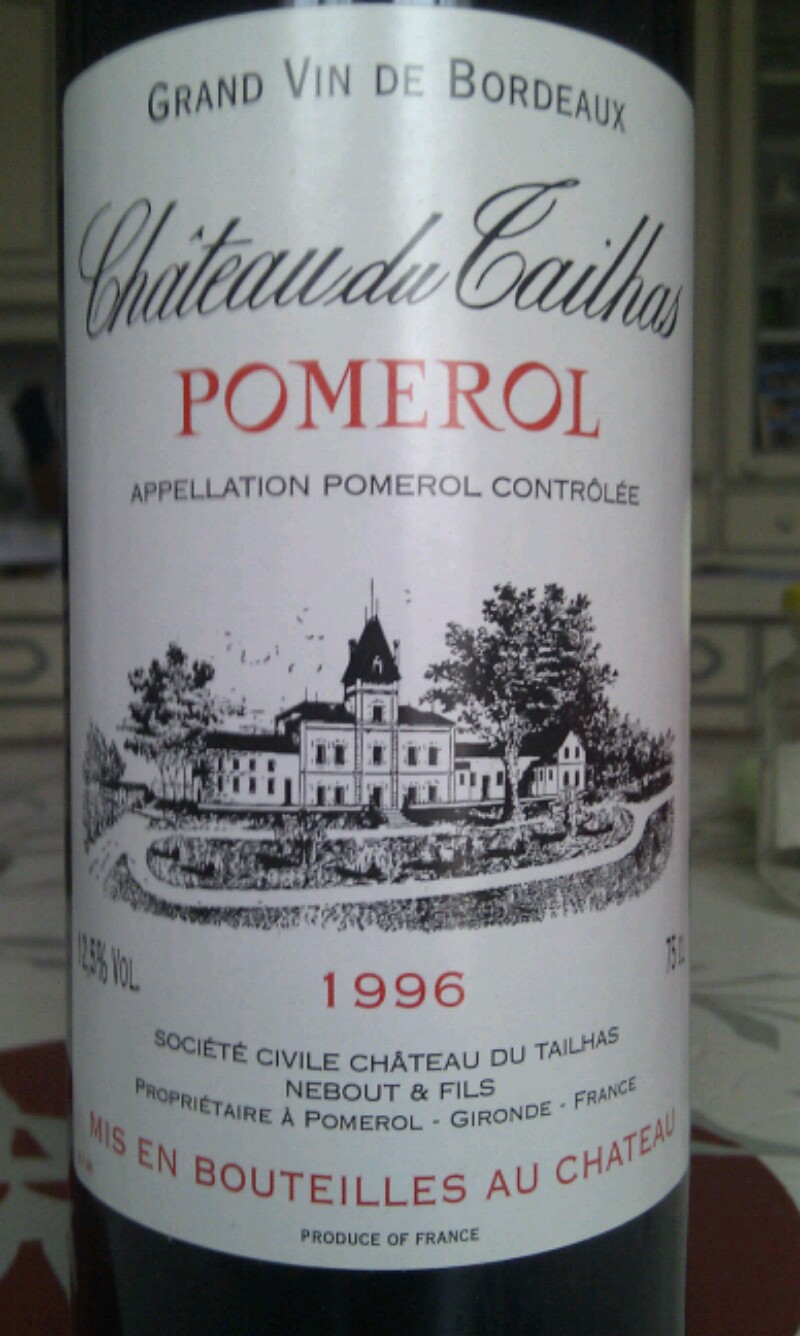 GRAND VIN DE BORDEAUX
Château du Tailhas
POMEROL
APPELLATION POMEROL CONTRÔLÉE
12,5% VOL.
75 cl
1996
SOCIÉTÉ CIVILE CHÂTEAU DU TAILHAS
NEBOUT & FILS
PROPRIÉTAIRE À POMEROL - GIRONDE - FRANCE
MIS EN BOUTEILLES AU CHATEAU
PRODUCE OF FRANCE